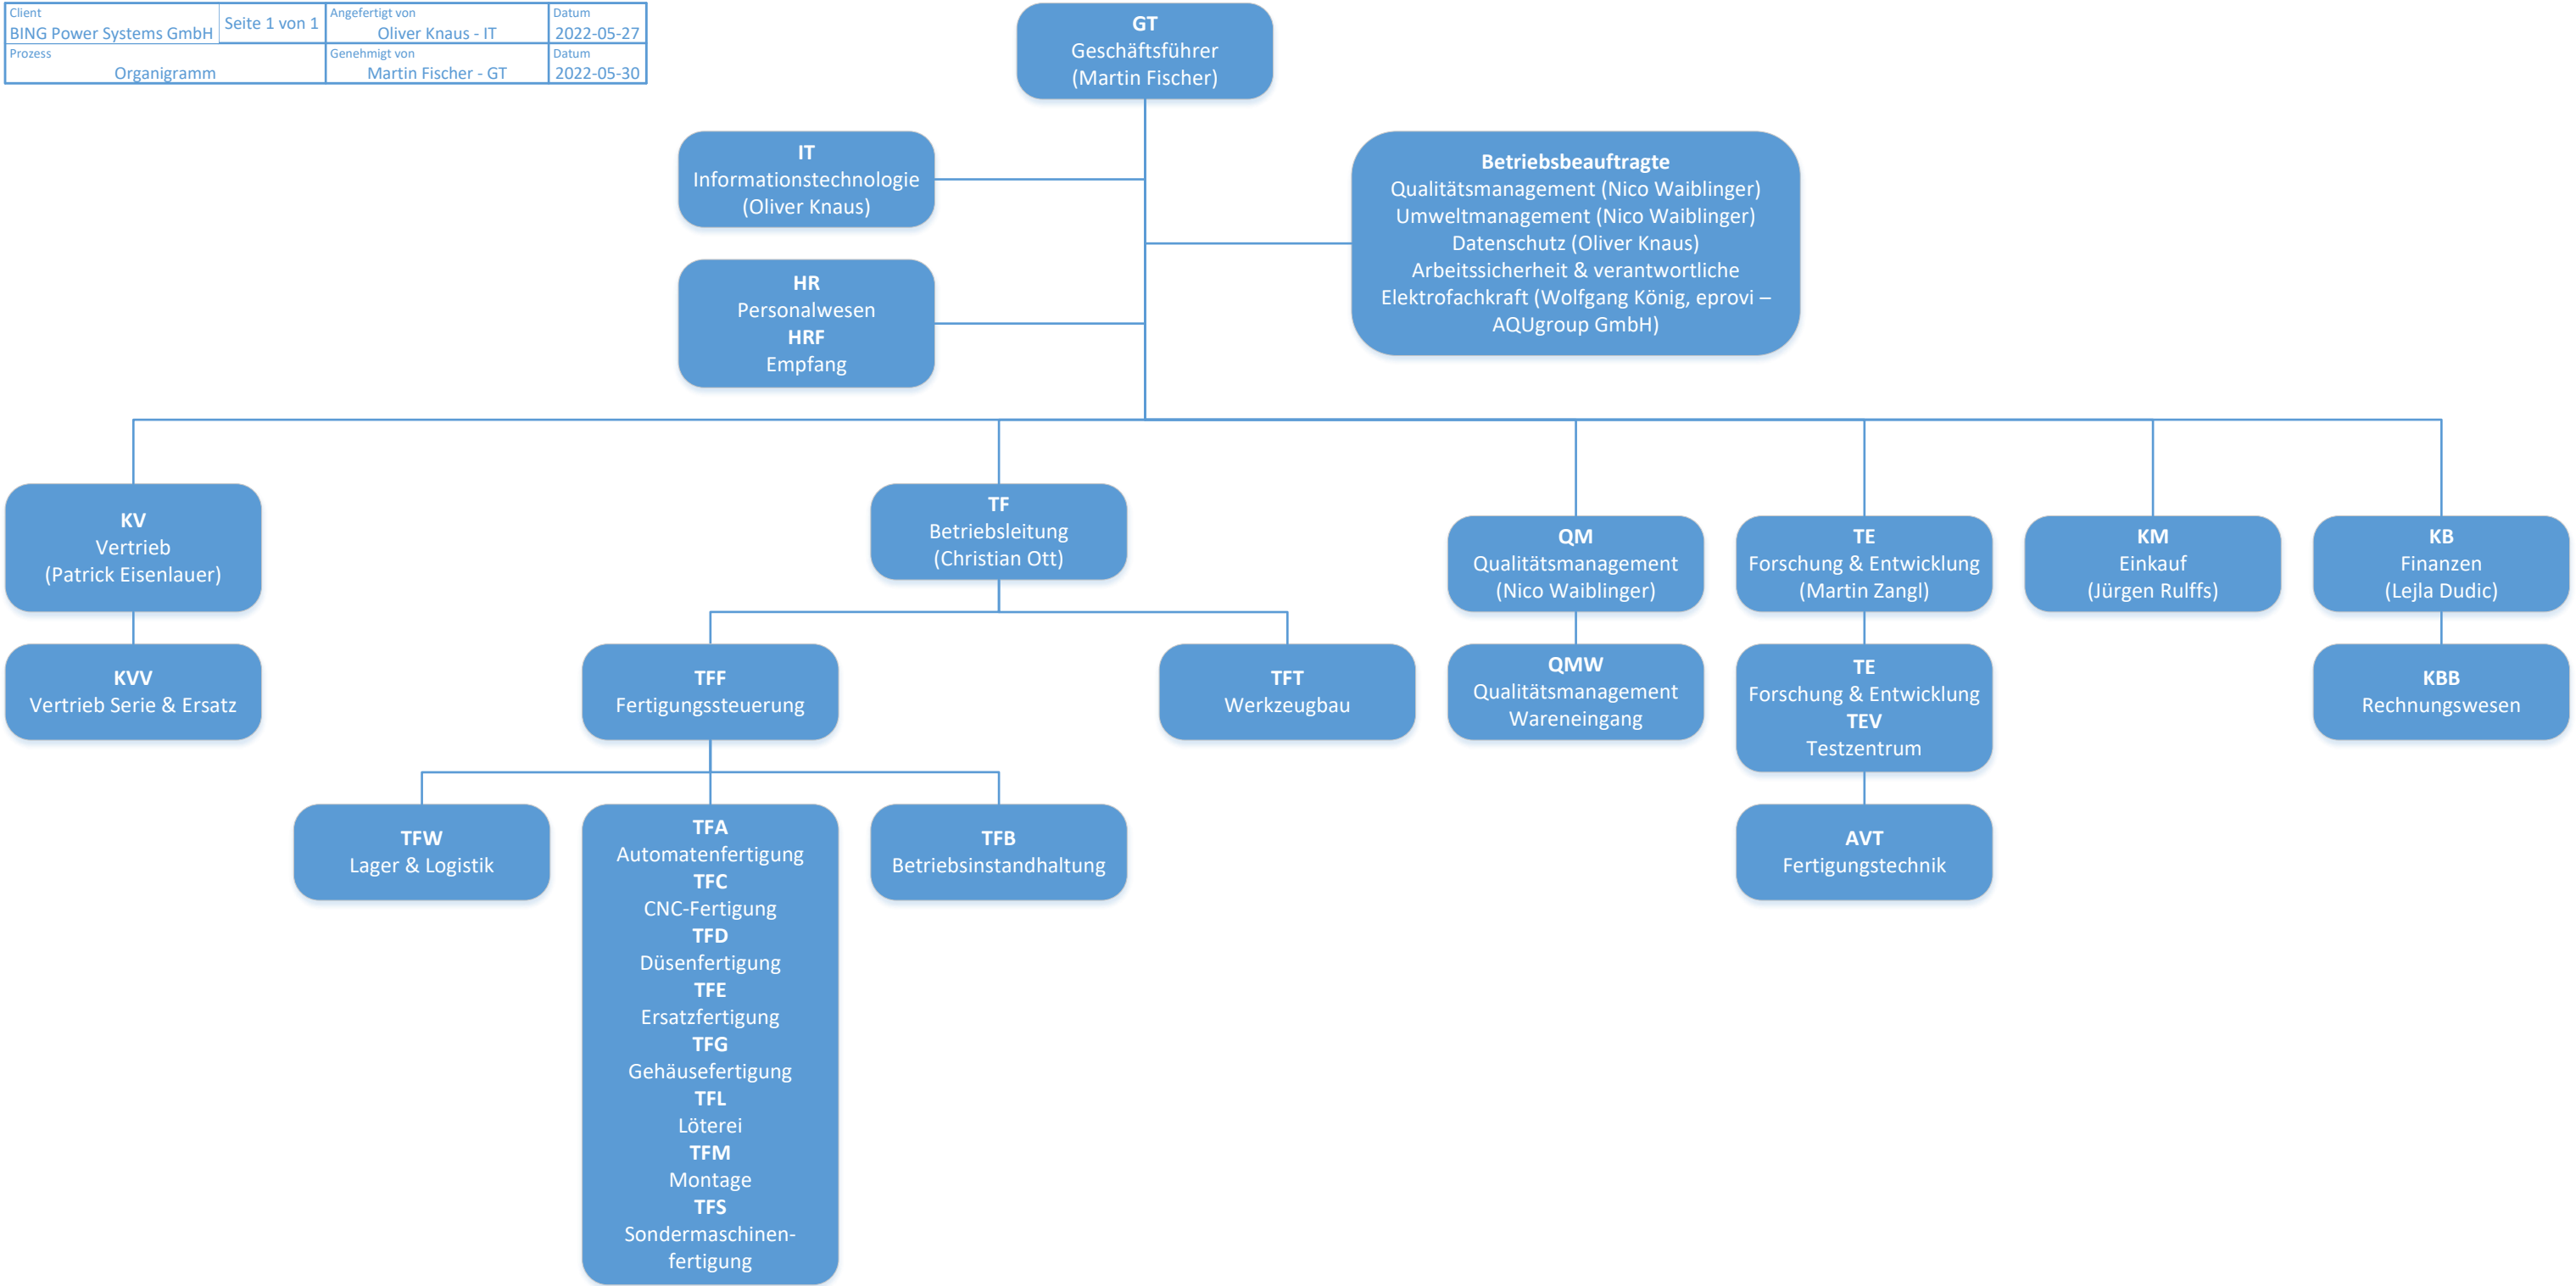 Client
BING Power Systems GmbH
Seite 1 von 1
Angefertigt von
Oliver Knaus - IT
Datum
2022-05-27
Prozess
Organigramm
Genehmigt von
Martin Fischer - GT
Datum
2022-05-30
GT
Geschäftsführer
(Martin Fischer)
IT
Informationstechnologie
(Oliver Knaus)
Betriebsbeauftragte
Qualitätsmanagement (Nico Waiblinger)
Umweltmanagement (Nico Waiblinger)
Datenschutz (Oliver Knaus)
Arbeitssicherheit & verantwortliche
Elektrofachkraft (Wolfgang König, eprovi –
AQUgroup GmbH)
HR
Personalwesen
HRF
Empfang
KV
Vertrieb
(Patrick Eisenlauer)
TF
Betriebsleitung
(Christian Ott)
QM
Qualitätsmanagement
(Nico Waiblinger)
TE
Forschung & Entwicklung
(Martin Zangl)
KM
Einkauf
(Jürgen Rulffs)
KB
Finanzen
(Lejla Dudic)
KVV
Vertrieb Serie & Ersatz
TFF
Fertigungssteuerung
TFT
Werkzeugbau
QMW
Qualitätsmanagement
Wareneingang
TE
Forschung & Entwicklung
TEV
Testzentrum
KBB
Rechnungswesen
TFW
Lager & Logistik
TFA
Automatenfertigung
TFC
CNC-Fertigung
TFD
Düsenfertigung
TFE
Ersatzfertigung
TFG
Gehäusefertigung
TFL
Löterei
TFM
Montage
TFS
Sondermaschinen-
fertigung
TFB
Betriebsinstandhaltung
AVT
Fertigungstechnik